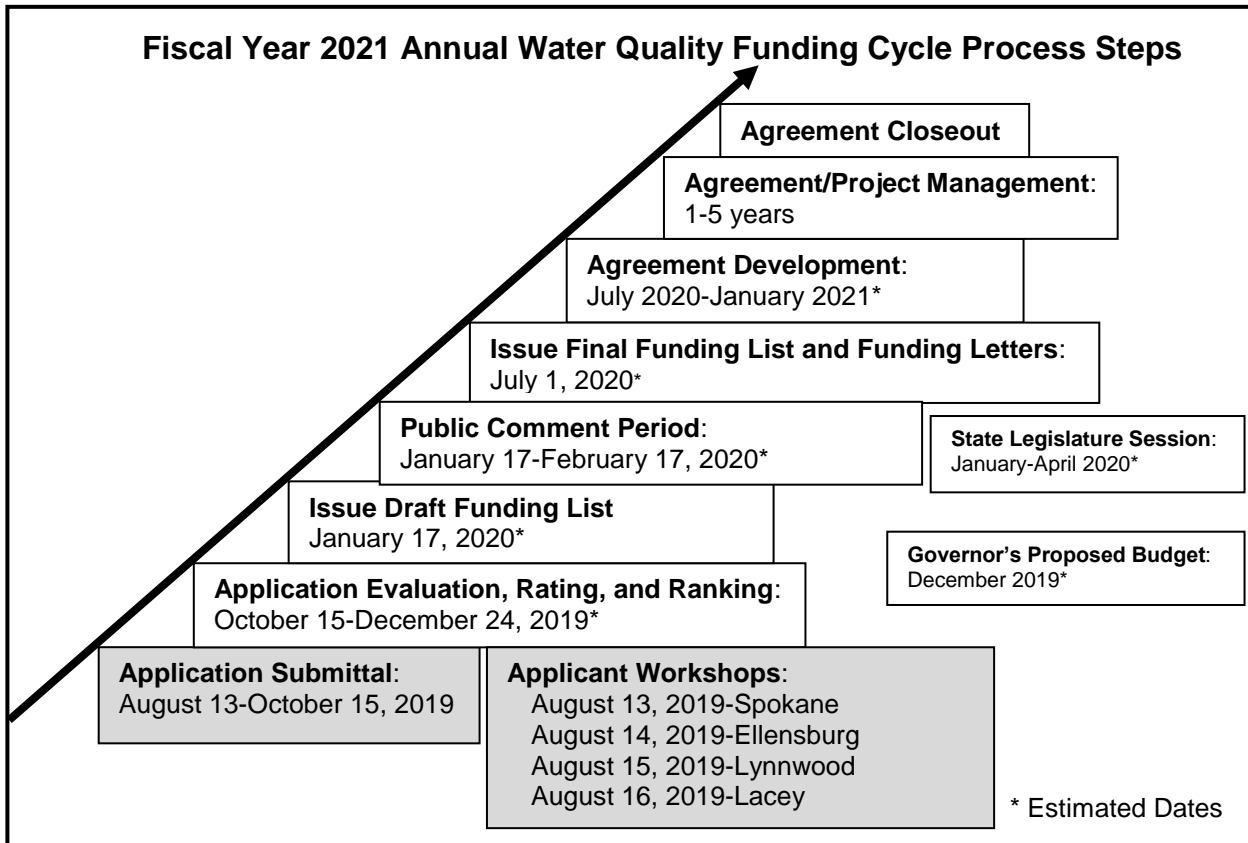 Fiscal Year 2021 Annual Water Quality Funding Cycle Process Steps
Agreement Closeout
Agreement/Project Management:
1-5 years
Agreement Development:
July 2020-January 2021*
Issue Final Funding List and Funding Letters:
July 1, 2020*
Public Comment Period:
January 17-February 17, 2020*
State Legislature Session:
January-April 2020*
Issue Draft Funding List
January 17, 2020*
Governor's Proposed Budget:
December 2019*
Application Evaluation, Rating, and Ranking:
October 15-December 24, 2019*
Application Submittal:
August 13-October 15, 2019
Applicant Workshops:
August 13, 2019-Spokane
August 14, 2019-Ellensburg
August 15, 2019-Lynnwood
August 16, 2019-Lacey
* Estimated Dates